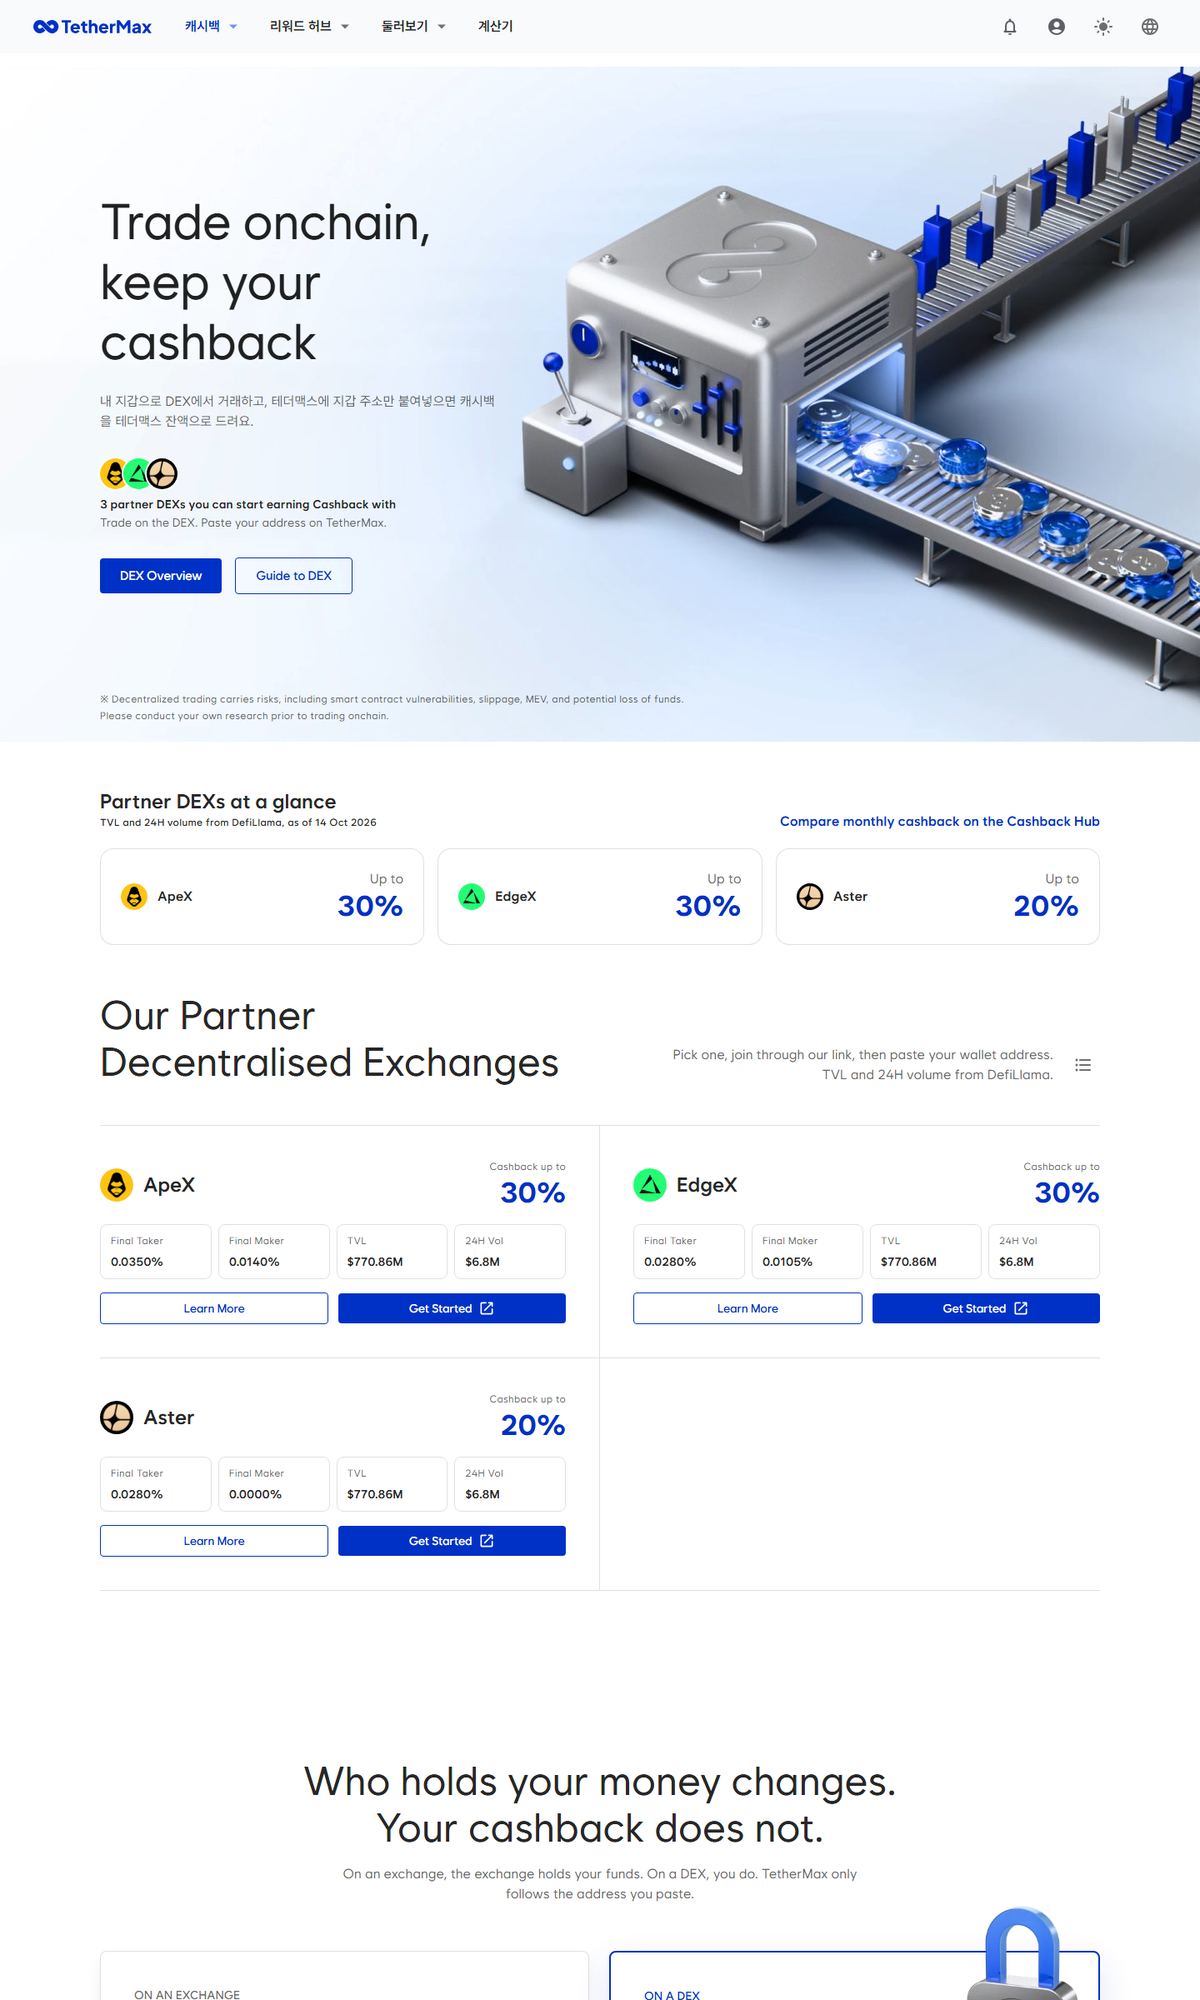 TetherMax
캐시백
리워드 허브
둘러보기
계산기
Trade onchain,
keep your
cashback
내 지갑으로 DEX에서 거래하고, 테더맥스에 지갑 주소만 붙여넣으면 캐시백
을 테더맥스 잔액으로 드려요.
3 partner DEXs you can start earning Cashback with
Trade on the DEX. Paste your address on TetherMax.
DEX Overview
Guide to DEX
※ Decentralized trading carries risks, including smart contract vulnerabilities, slippage, MEV, and potential loss of funds.
Please conduct your own research prior to trading onchain.
Partner DEXs at a glance
TVL and 24H volume from DefiLlama, as of 14 Oct 2026
Compare monthly cashback on the Cashback Hub
ApeX
Up to
30%
EdgeX
Up to
30%
Aster
Up to
20%
Our Partner
Decentralised Exchanges
Pick one, join through our link, then paste your wallet address.
TVL and 24H volume from DefiLlama.
ApeX
Cashback up to
30%
Final Taker
0.0350%
Final Maker
0.0140%
TVL
$770.86M
24H Vol
$6.8M
Learn More
Get Started
EdgeX
Cashback up to
30%
Final Taker
0.0280%
Final Maker
0.0105%
TVL
$770.86M
24H Vol
$6.8M
Learn More
Get Started
Aster
Cashback up to
20%
Final Taker
0.0280%
Final Maker
0.0000%
TVL
$770.86M
24H Vol
$6.8M
Learn More
Get Started
Who holds your money changes.
Your cashback does not.
On an exchange, the exchange holds your funds. On a DEX, you do. TetherMax only
follows the address you paste.
ON AN EXCHANGE
ON A DEX